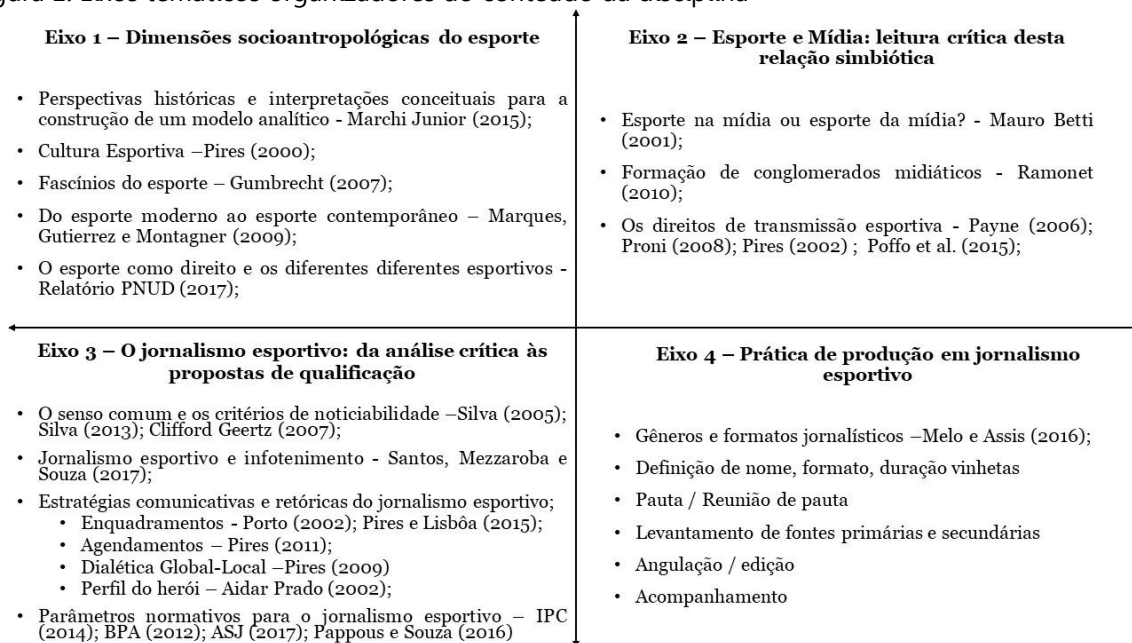 Eixo 1 – Dimensões socioantropológicas do esporte
• Perspectivas históricas e interpretações conceituais para a
construção de um modelo analítico - Marchi Junior (2015);
• Cultura Esportiva –Pires (2000);
• Fascínios do esporte – Gumbrecht (2007);
• Do esporte moderno ao esporte contemporâneo – Marques,
Gutierrez e Montagner (2009);
• O esporte como direito e os diferentes diferentes esportivos -
Relatório PNUD (2017);
Eixo 2 – Esporte e Mídia: leitura crítica desta
relação simbiótica
• Esporte na mídia ou esporte da mídia? - Mauro Betti
(2001);
• Formação de conglomerados midiáticos - Ramonet
(2010);
• Os direitos de transmissão esportiva - Payne (2006);
Proni (2008); Pires (2002) ; Poffo et al. (2015);
Eixo 3 – O jornalismo esportivo: da análise crítica às
propostas de qualificação
• O senso comum e os critérios de noticiabilidade –Silva (2005);
Silva (2013); Clifford Geertz (2007);
• Jornalismo esportivo e infotenimento - Santos, Mezzaroba e
Souza (2017);
• Estratégias comunicativas e retóricas do jornalismo esportivo;
• Enquadramentos - Porto (2002); Pires e Lisbôa (2015);
• Agendamentos – Pires (2011);
• Dialética Global-Local –Pires (2009)
• Perfil do herói – Aidar Prado (2002);
• Parâmetros normativos para o jornalismo esportivo – IPC
(2014); BPA (2012); ASJ (2017); Pappous e Souza (2016)
Eixo 4 – Prática de produção em jornalismo
esportivo
• Gêneros e formatos jornalísticos –Melo e Assis (2016);
• Definição de nome, formato, duração vinhetas
• Pauta / Reunião de pauta
• Levantamento de fontes primárias e secundárias
• Angulação / edição
• Acompanhamento